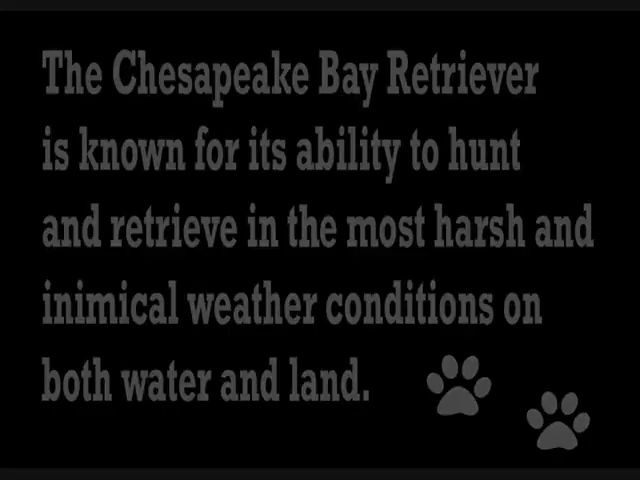 The Chesapeake Bay Retriever
is known for its ability to hunt
and retrieve in the most harsh and
inimical weather conditions on
both water and land.